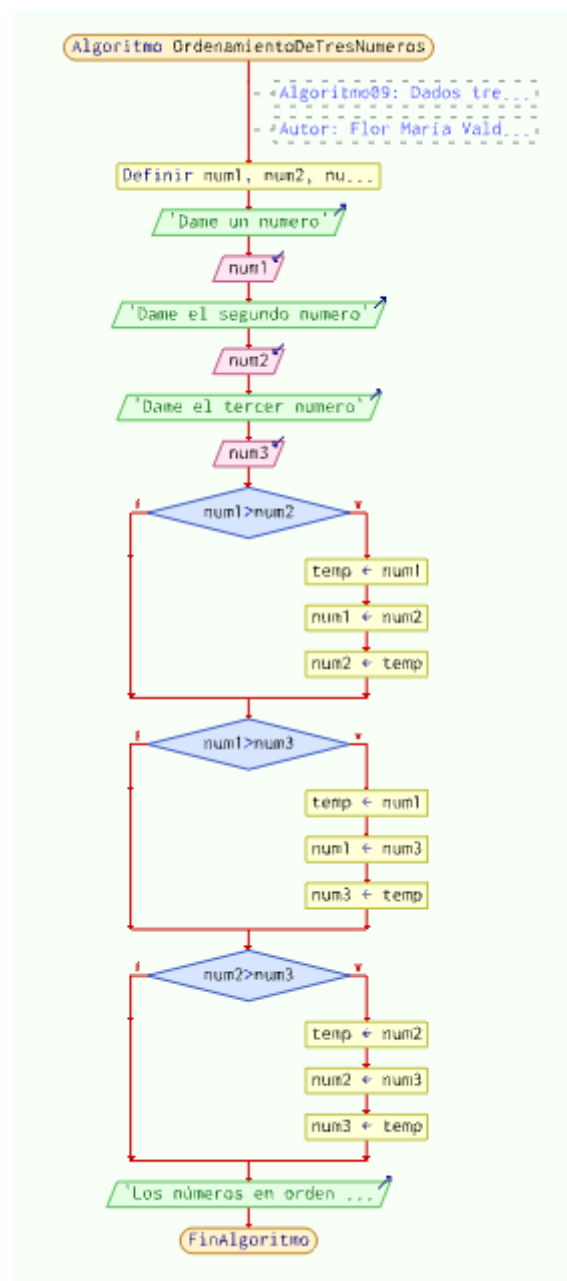 Algoritmo OrdenamientoDeTresNumeros
Algoritmo09: Dados tre...
Autor: Flor María Vald...
Definir num1, num2, nu...
'Dame un numero'
num1
'Dame el segundo numero'
num2
'Dame el tercer numero'
num3
num1>num2
F V
temp ← num1
num1 ← num2
num2 ← temp
num1>num3
F V
temp ← num1
num1 ← num3
num3 ← temp
num2>num3
F V
temp ← num2
num2 ← num3
num3 ← temp
'Los números en orden ...
FinAlgoritmo